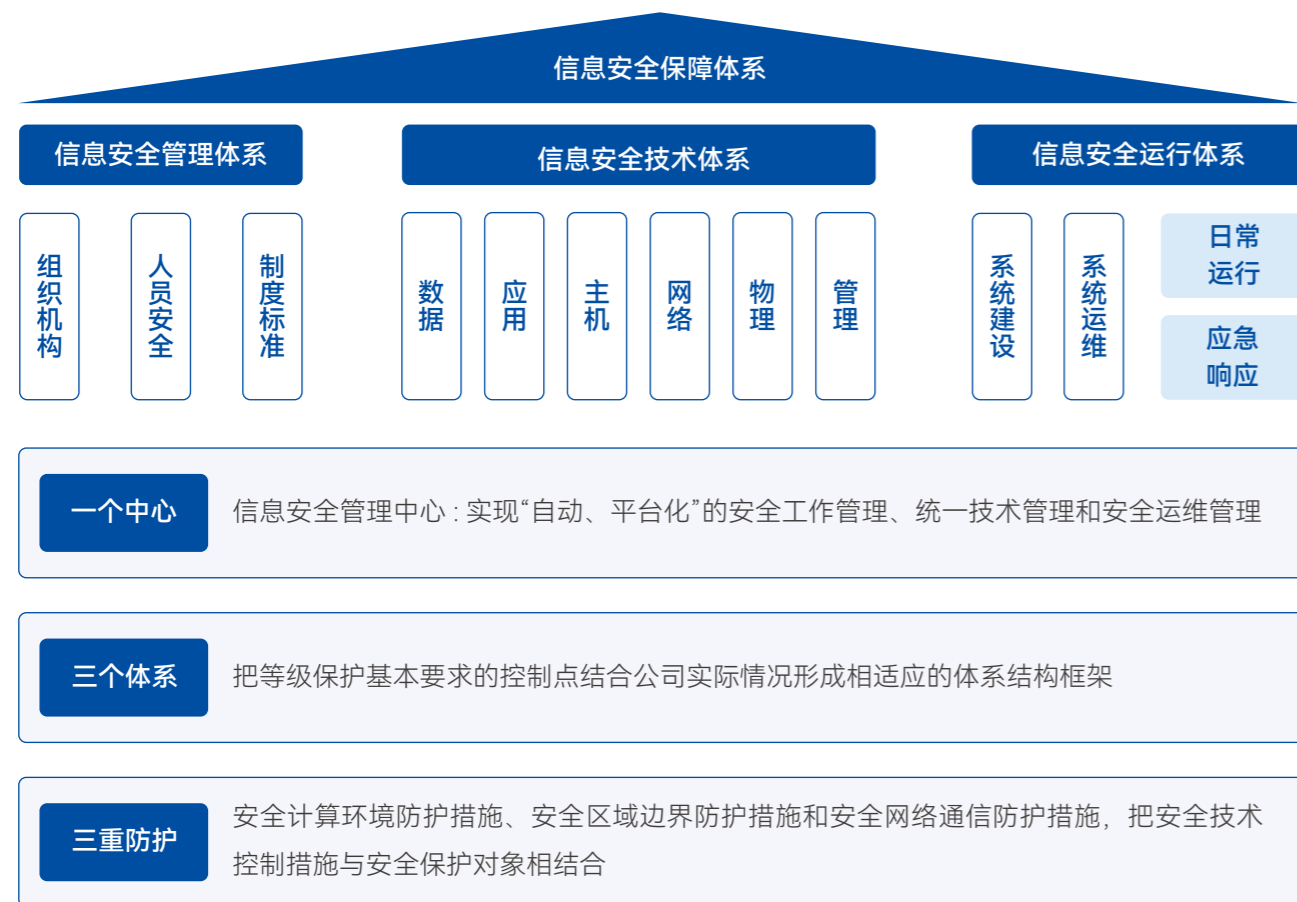 信息安全保障体系
信息安全管理体系
信息安全技术体系
信息安全运行体系
组织机构
人员安全
制度标准
数据
应用
主机
网络
物理
管理
系统建设
系统运维
日常
运行
应急
响应
一个中心
信息安全管理中心 : 实现“自动、平台化”的安全工作管理、统一技术管理和安全运维管理
三个体系
把等级保护基本要求的控制点结合公司实际情况形成相适应的体系结构框架
三重防护
安全计算环境防护措施、安全区域边界防护措施和安全网络通信防护措施，把安全技术
控制措施与安全保护对象相结合